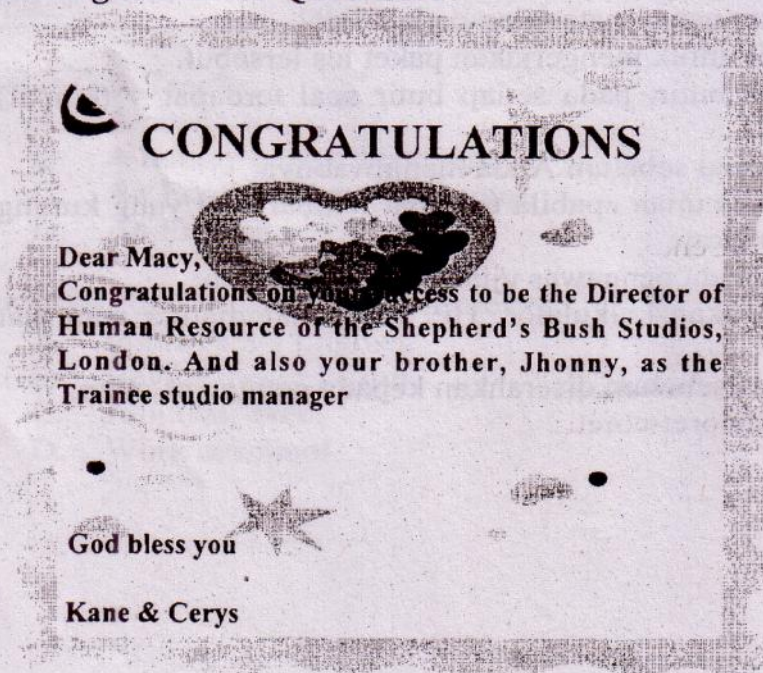 CONGRATULATIONS
Dear Macy,
Congratulations on your success to be the Director of
Human Resource of the Shepherd's Bush Studios,
London. And also your brother, Jhonny, as the
Trainee studio manager
God bless you
Kane & Cerys